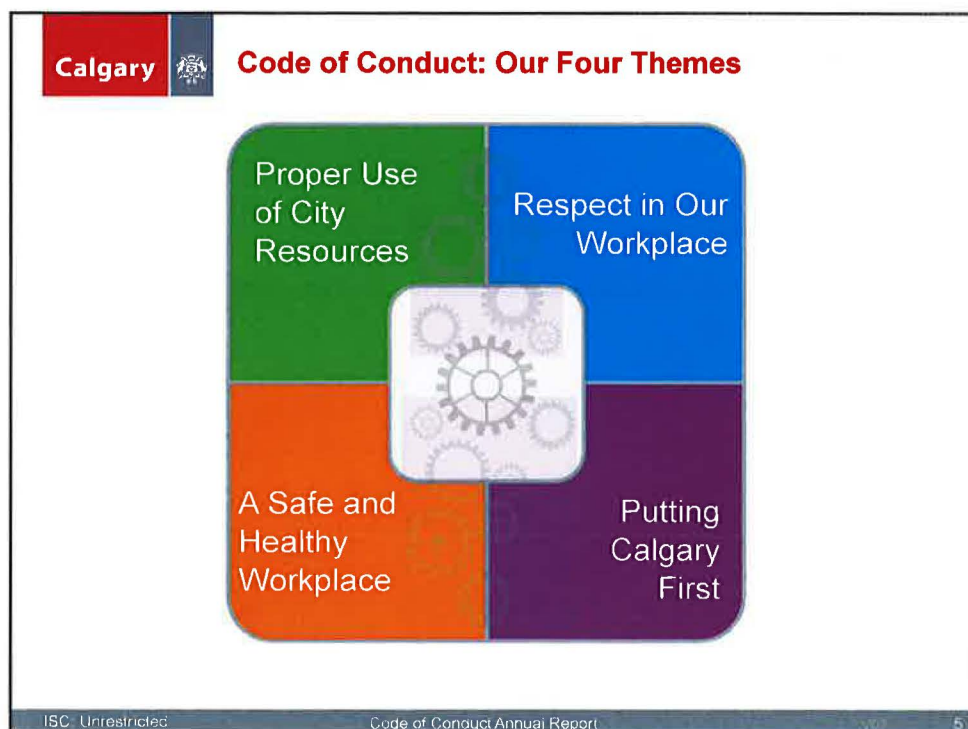 Calgary
Code of Conduct: Our Four Themes
Proper Use
of City
Resources
Respect in Our
Workplace
A Safe and
Healthy
Workplace
Putting
Calgary
First
ISC: Unrestricted
Code of Conduct Annual Report
5